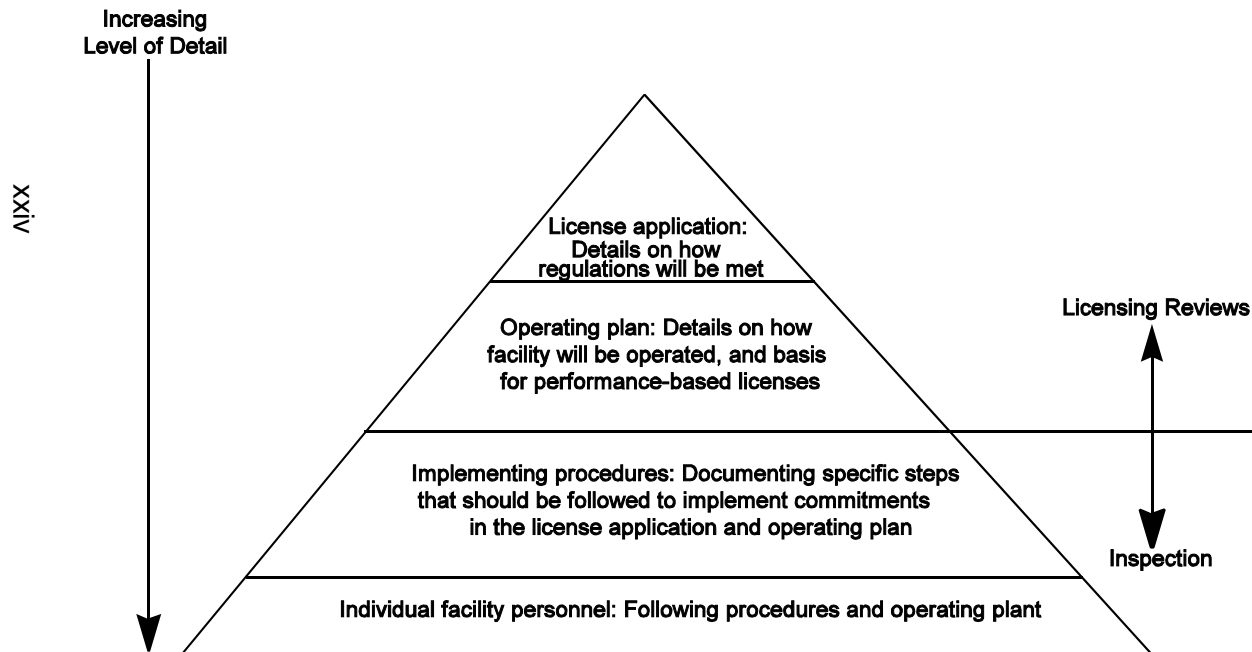 Increasing
Level of Detail
xxiv
License application:
Details on how
regulations will be met
Operating plan: Details on how
facility will be operated, and basis
for performance-based licenses
Licensing Reviews
Implementing procedures: Documenting specific steps
that should be followed to implement commitments
in the license application and operating plan
Inspection
Individual facility personnel: Following procedures and operating plant